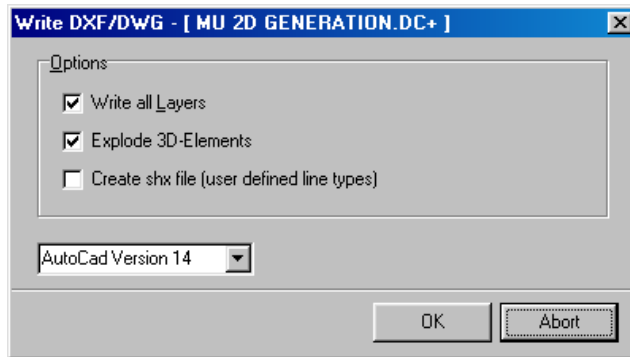 Write DXF/DWG - [ MU 2D GENERATION.DC+ ]
Options
Write all Layers
Explode 3D-Elements
Create shx file (user defined line types)
AutoCad Version 14
OK Abort